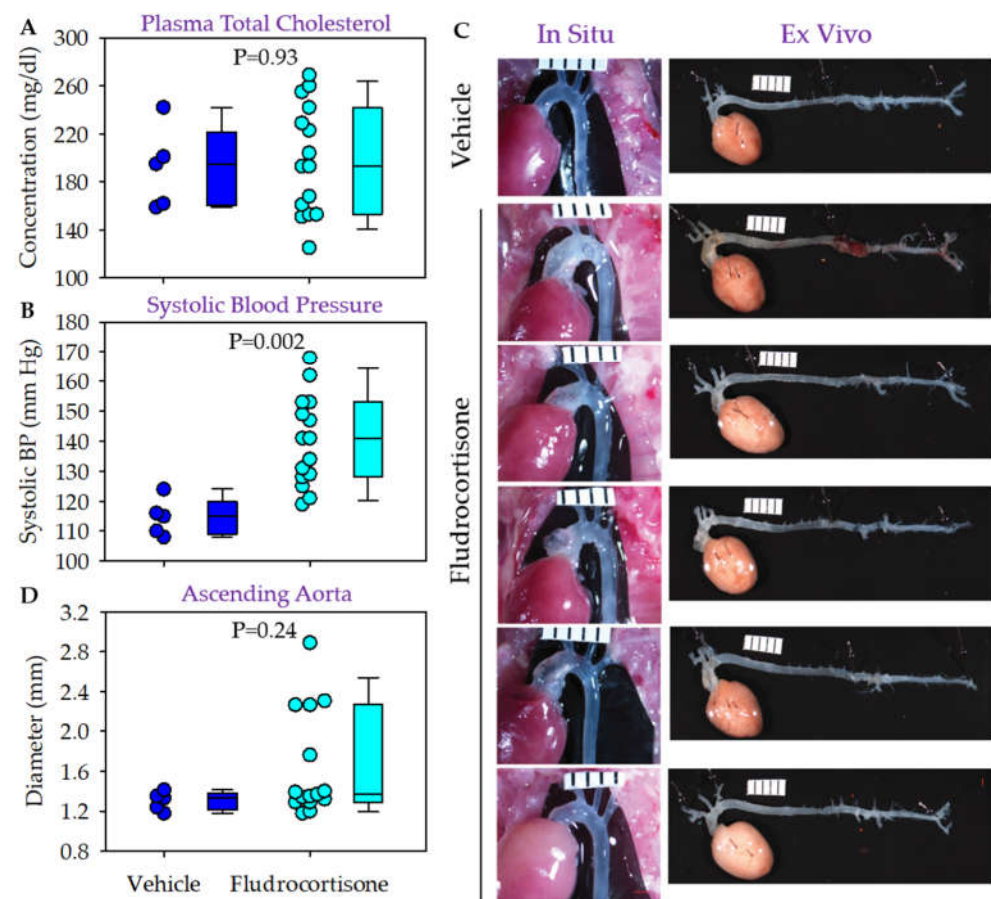 A
Plasma Total Cholesterol
Concentration (mg/dl)
300
260
220
180
140
100
P=0.93
B
Systolic Blood Pressure
Systolic BP (mm Hg)
180
170
160
150
140
130
120
110
100
P=0.002
D
Ascending Aorta
Diameter (mm)
3.2
2.8
2.4
2.0
1.6
1.2
0.8
P=0.24
Vehicle Fludrocortisone
C
In Situ Ex Vivo
Vehicle
Fludrocortisone